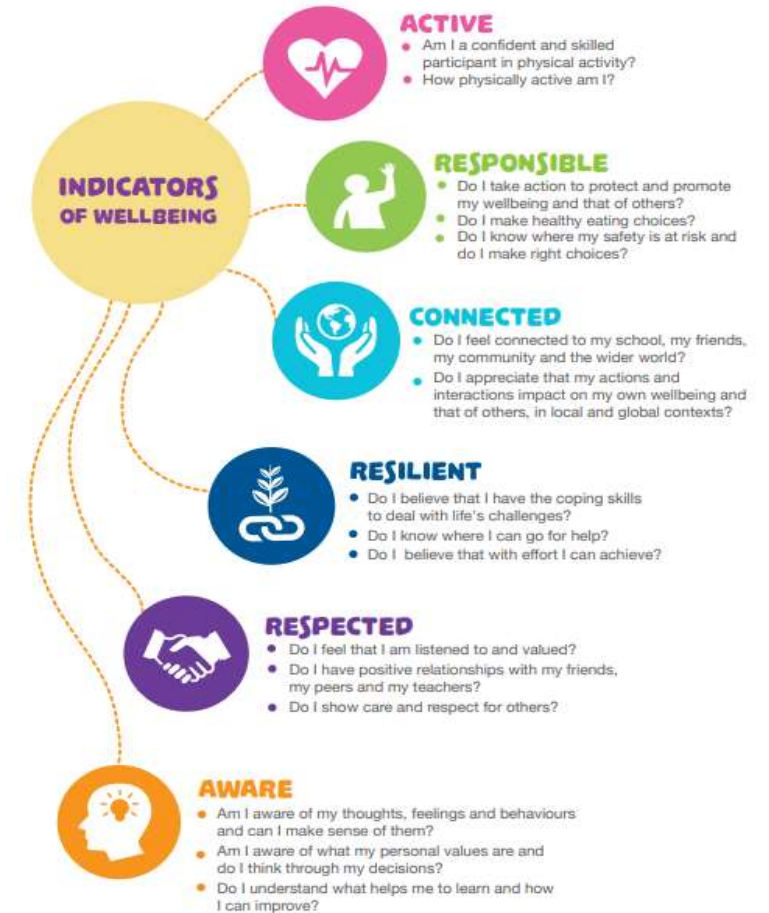 INDICATORS
OF WELLBEING
ACTIVE
• Am I a confident and skilled
participant in physical activity?
• How physically active am I?
RESPONSIBLE
• Do I take action to protect and promote
my wellbeing and that of others?
• Do I make healthy eating choices?
• Do I know where my safety is at risk and
do I make right choices?
CONNECTED
• Do I feel connected to my school, my friends,
my community and the wider world?
• Do I appreciate that my actions and
interactions impact on my own wellbeing and
that of others, in local and global contexts?
RESILIENT
• Do I believe that I have the coping skills
to deal with life's challenges?
• Do I know where I can go for help?
• Do I believe that with effort I can achieve?
RESPECTED
• Do I feel that I am listened to and valued?
• Do I have positive relationships with my friends,
my peers and my teachers?
• Do I show care and respect for others?
AWARE
• Am I aware of my thoughts, feelings and behaviours
and can I make sense of them?
• Am I aware of what my personal values are and
do I think through my decisions?
• Do I understand what helps me to learn and how
I can improve?